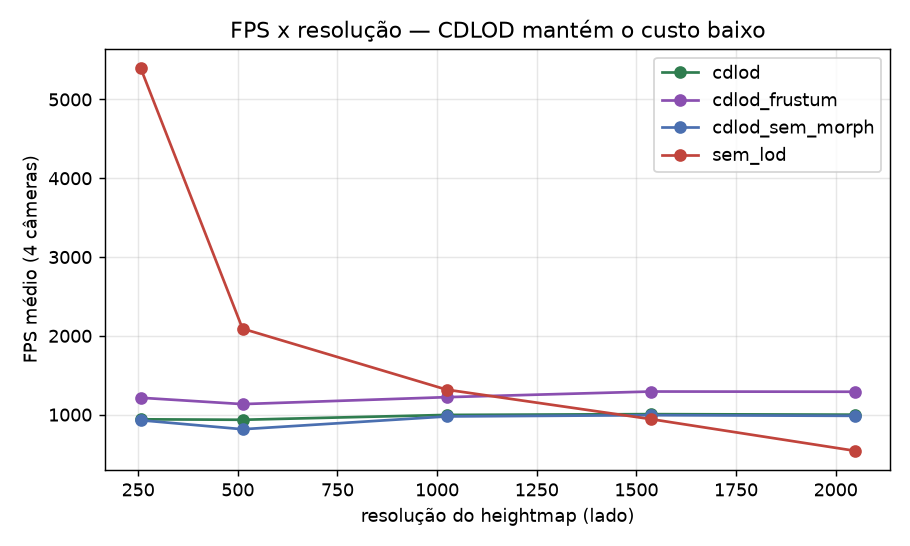 FPS x resolução — CDLOD mantém o custo baixo
FPS médio (4 câmeras)
5000
4000
3000
2000
1000
cdlod
cdlod_frustum
cdlod_sem_morph
sem_lod
250
500
750
1000
1250
1500
1750
2000
resolução do heightmap (lado)